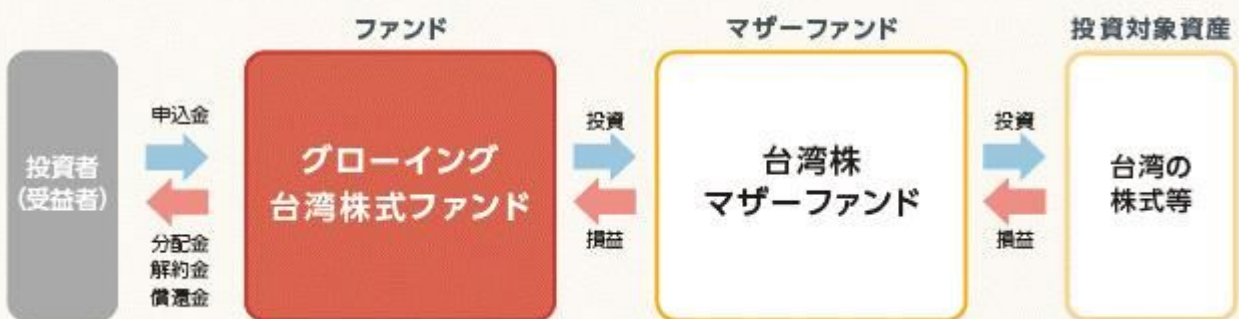 ファンド
マザーファンド
投資対象資産
投資者
(受益者)
申込金
分配金
解約金
償還金
グローイング
台湾株式ファンド
投資
損益
台湾株
マザーファンド
投資
損益
台湾の
株式等